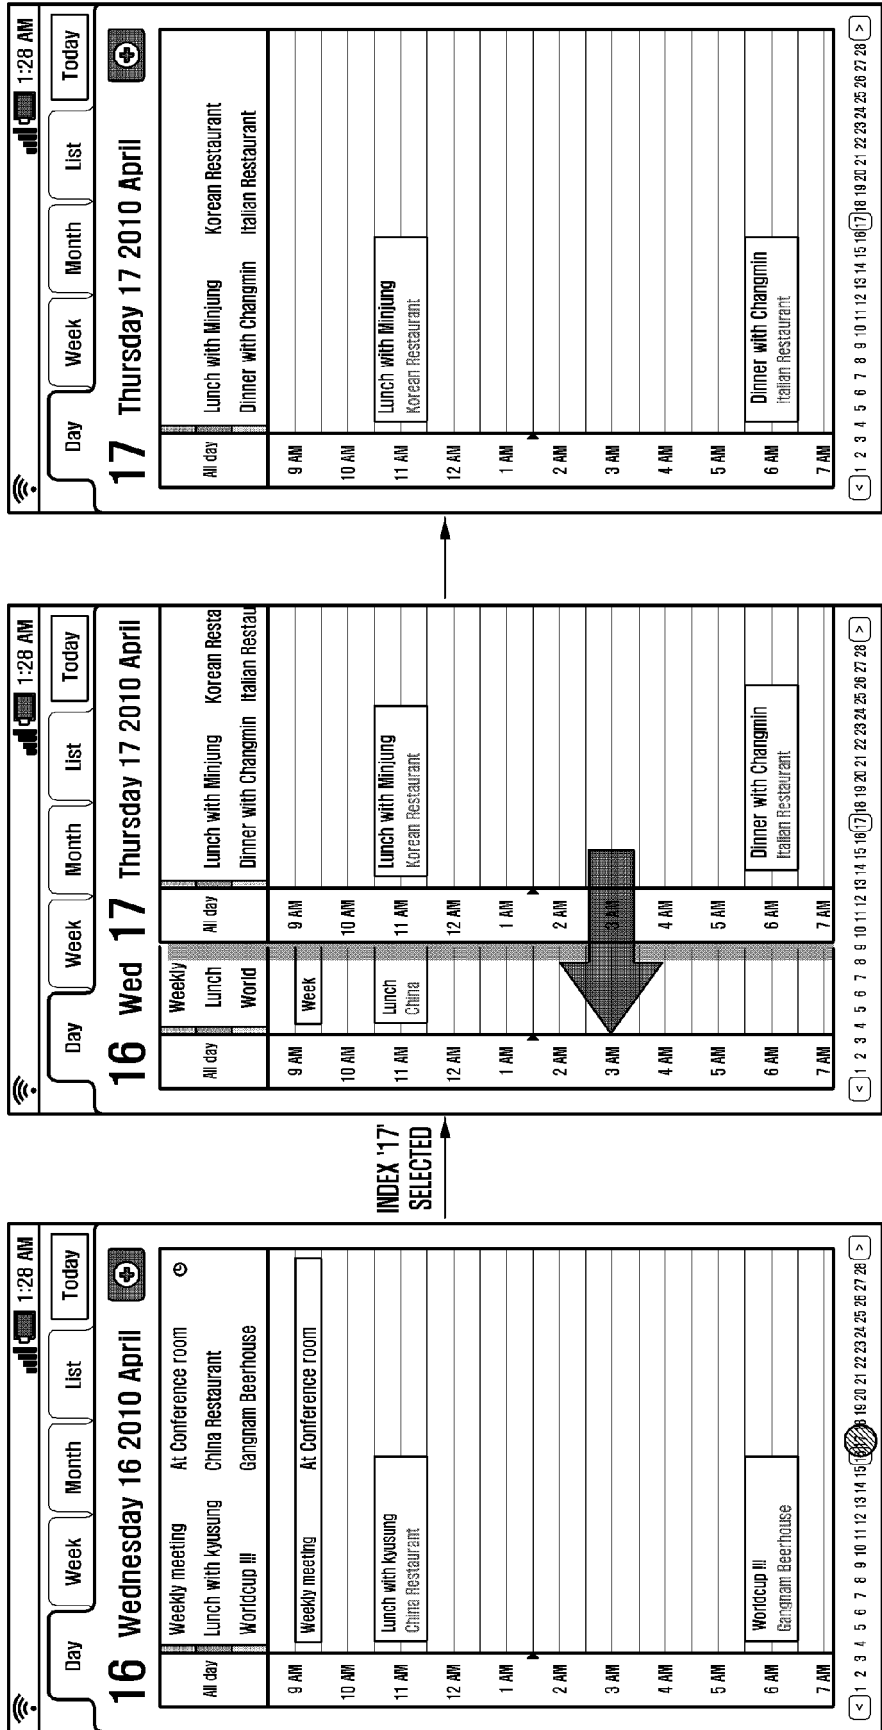 1:28 AM
Day Week Month List Today
16 Wednesday 16 2010 April
All day
Weekly meeting At Conference room
Lunch with kyusung China Restaurant
Worldcup !!! Gangnam Beerhouse
9 AM
Weekly meeting At Conference room
10 AM
11 AM
Lunch with kyusung
China Restaurant
12 AM
1 AM
2 AM
3 AM
4 AM
5 AM
6 AM
Worldcup !!!
Gangnam Beerhouse
7 AM
< 1 2 3 4 5 6 7 8 9 10 11 12 13 14 15 16 17 18 19 20 21 22 23 24 25 26 27 28 >
INDEX '17'
SELECTED
1:28 AM
Day Week Month List Today
16 Wed 17 Thursday 17 2010 April
All day
Weekly
Lunch
World
All day
Lunch with Minjung Korean Resta
Dinner with Changmin Italian Restau
9 AM
Week
9 AM
10 AM
10 AM
11 AM
Lunch
China
11 AM
Lunch with Minjung
Korean Restaurant
12 AM
12 AM
1 AM
1 AM
2 AM
2 AM
3 AM
3 AM
4 AM
4 AM
5 AM
5 AM
6 AM
6 AM
Dinner with Changmin
Italian Restaurant
7 AM
7 AM
< 1 2 3 4 5 6 7 8 9 10 11 12 13 14 15 16 17 18 19 20 21 22 23 24 25 26 27 28 >
1:28 AM
Day Week Month List Today
17 Thursday 17 2010 April
All day
Lunch with Minjung Korean Restaurant
Dinner with Changmin Italian Restaurant
9 AM
10 AM
11 AM
Lunch with Minjung
Korean Restaurant
12 AM
1 AM
2 AM
3 AM
4 AM
5 AM
6 AM
Dinner with Changmin
Italian Restaurant
7 AM
< 1 2 3 4 5 6 7 8 9 10 11 12 13 14 15 16 17 18 19 20 21 22 23 24 25 26 27 28 >